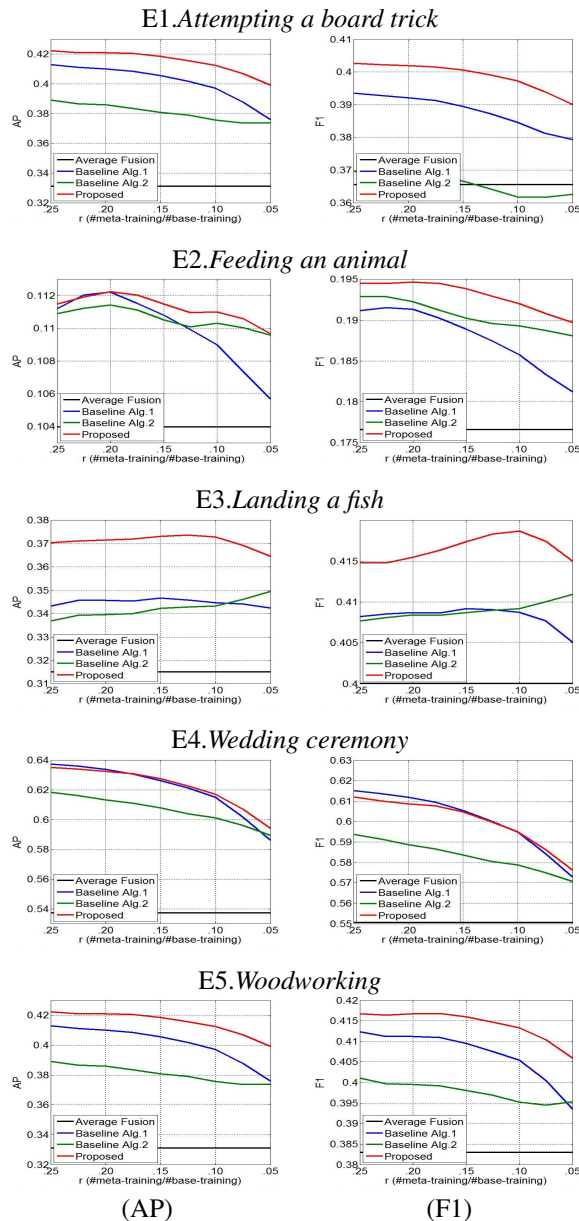 E1.Attempting a board trick
0.42
0.4
0.38
0.36
0.34
0.32
AP
Average Fusion
Baseline Alg.1
Baseline Alg.2
Proposed
.25 .20 .15 .10 .05
r (#meta-training/#base-training)
0.41
0.4
0.39
0.38
0.37
0.36
F1
Average Fusion
Baseline Alg.1
Baseline Alg.2
Proposed
.25 .20 .15 .10 .05
r (#meta-training/#base-training)
E2.Feeding an animal
0.112
0.11
0.108
0.106
0.104
AP
Average Fusion
Baseline Alg.1
Baseline Alg.2
Proposed
.25 .20 .15 .10 .05
r (#meta-training/#base-training)
0.195
0.19
0.185
0.18
0.175
F1
Average Fusion
Baseline Alg.1
Baseline Alg.2
Proposed
.25 .20 .15 .10 .05
r (#meta-training/#base-training)
E3.Landing a fish
0.38
0.37
0.36
0.35
0.34
0.33
0.32
0.31
AP
Average Fusion
Baseline Alg.1
Baseline Alg.2
Proposed
.25 .20 .15 .10 .05
r (#meta-training/#base-training)
0.415
0.41
0.405
0.4
F1
Average Fusion
Baseline Alg.1
Baseline Alg.2
Proposed
.25 .20 .15 .10 .05
r (#meta-training/#base-training)
E4.Wedding ceremony
0.64
0.62
0.6
0.58
0.56
0.54
AP
Average Fusion
Baseline Alg.1
Baseline Alg.2
Proposed
.25 .20 .15 .10 .05
r (#meta-training/#base-training)
0.63
0.62
0.61
0.6
0.59
0.58
0.57
0.56
0.55
F1
Average Fusion
Baseline Alg.1
Baseline Alg.2
Proposed
.25 .20 .15 .10 .05
r (#meta-training/#base-training)
E5.Woodworking
0.42
0.4
0.38
0.36
0.34
0.32
AP
Average Fusion
Baseline Alg.1
Baseline Alg.2
Proposed
.25 .20 .15 .10 .05
r (#meta-training/#base-training)
0.42
0.415
0.41
0.405
0.4
0.395
0.39
0.385
0.38
F1
Average Fusion
Baseline Alg.1
Baseline Alg.2
Proposed
.25 .20 .15 .10 .05
r (#meta-training/#base-training)
(AP) (F1)